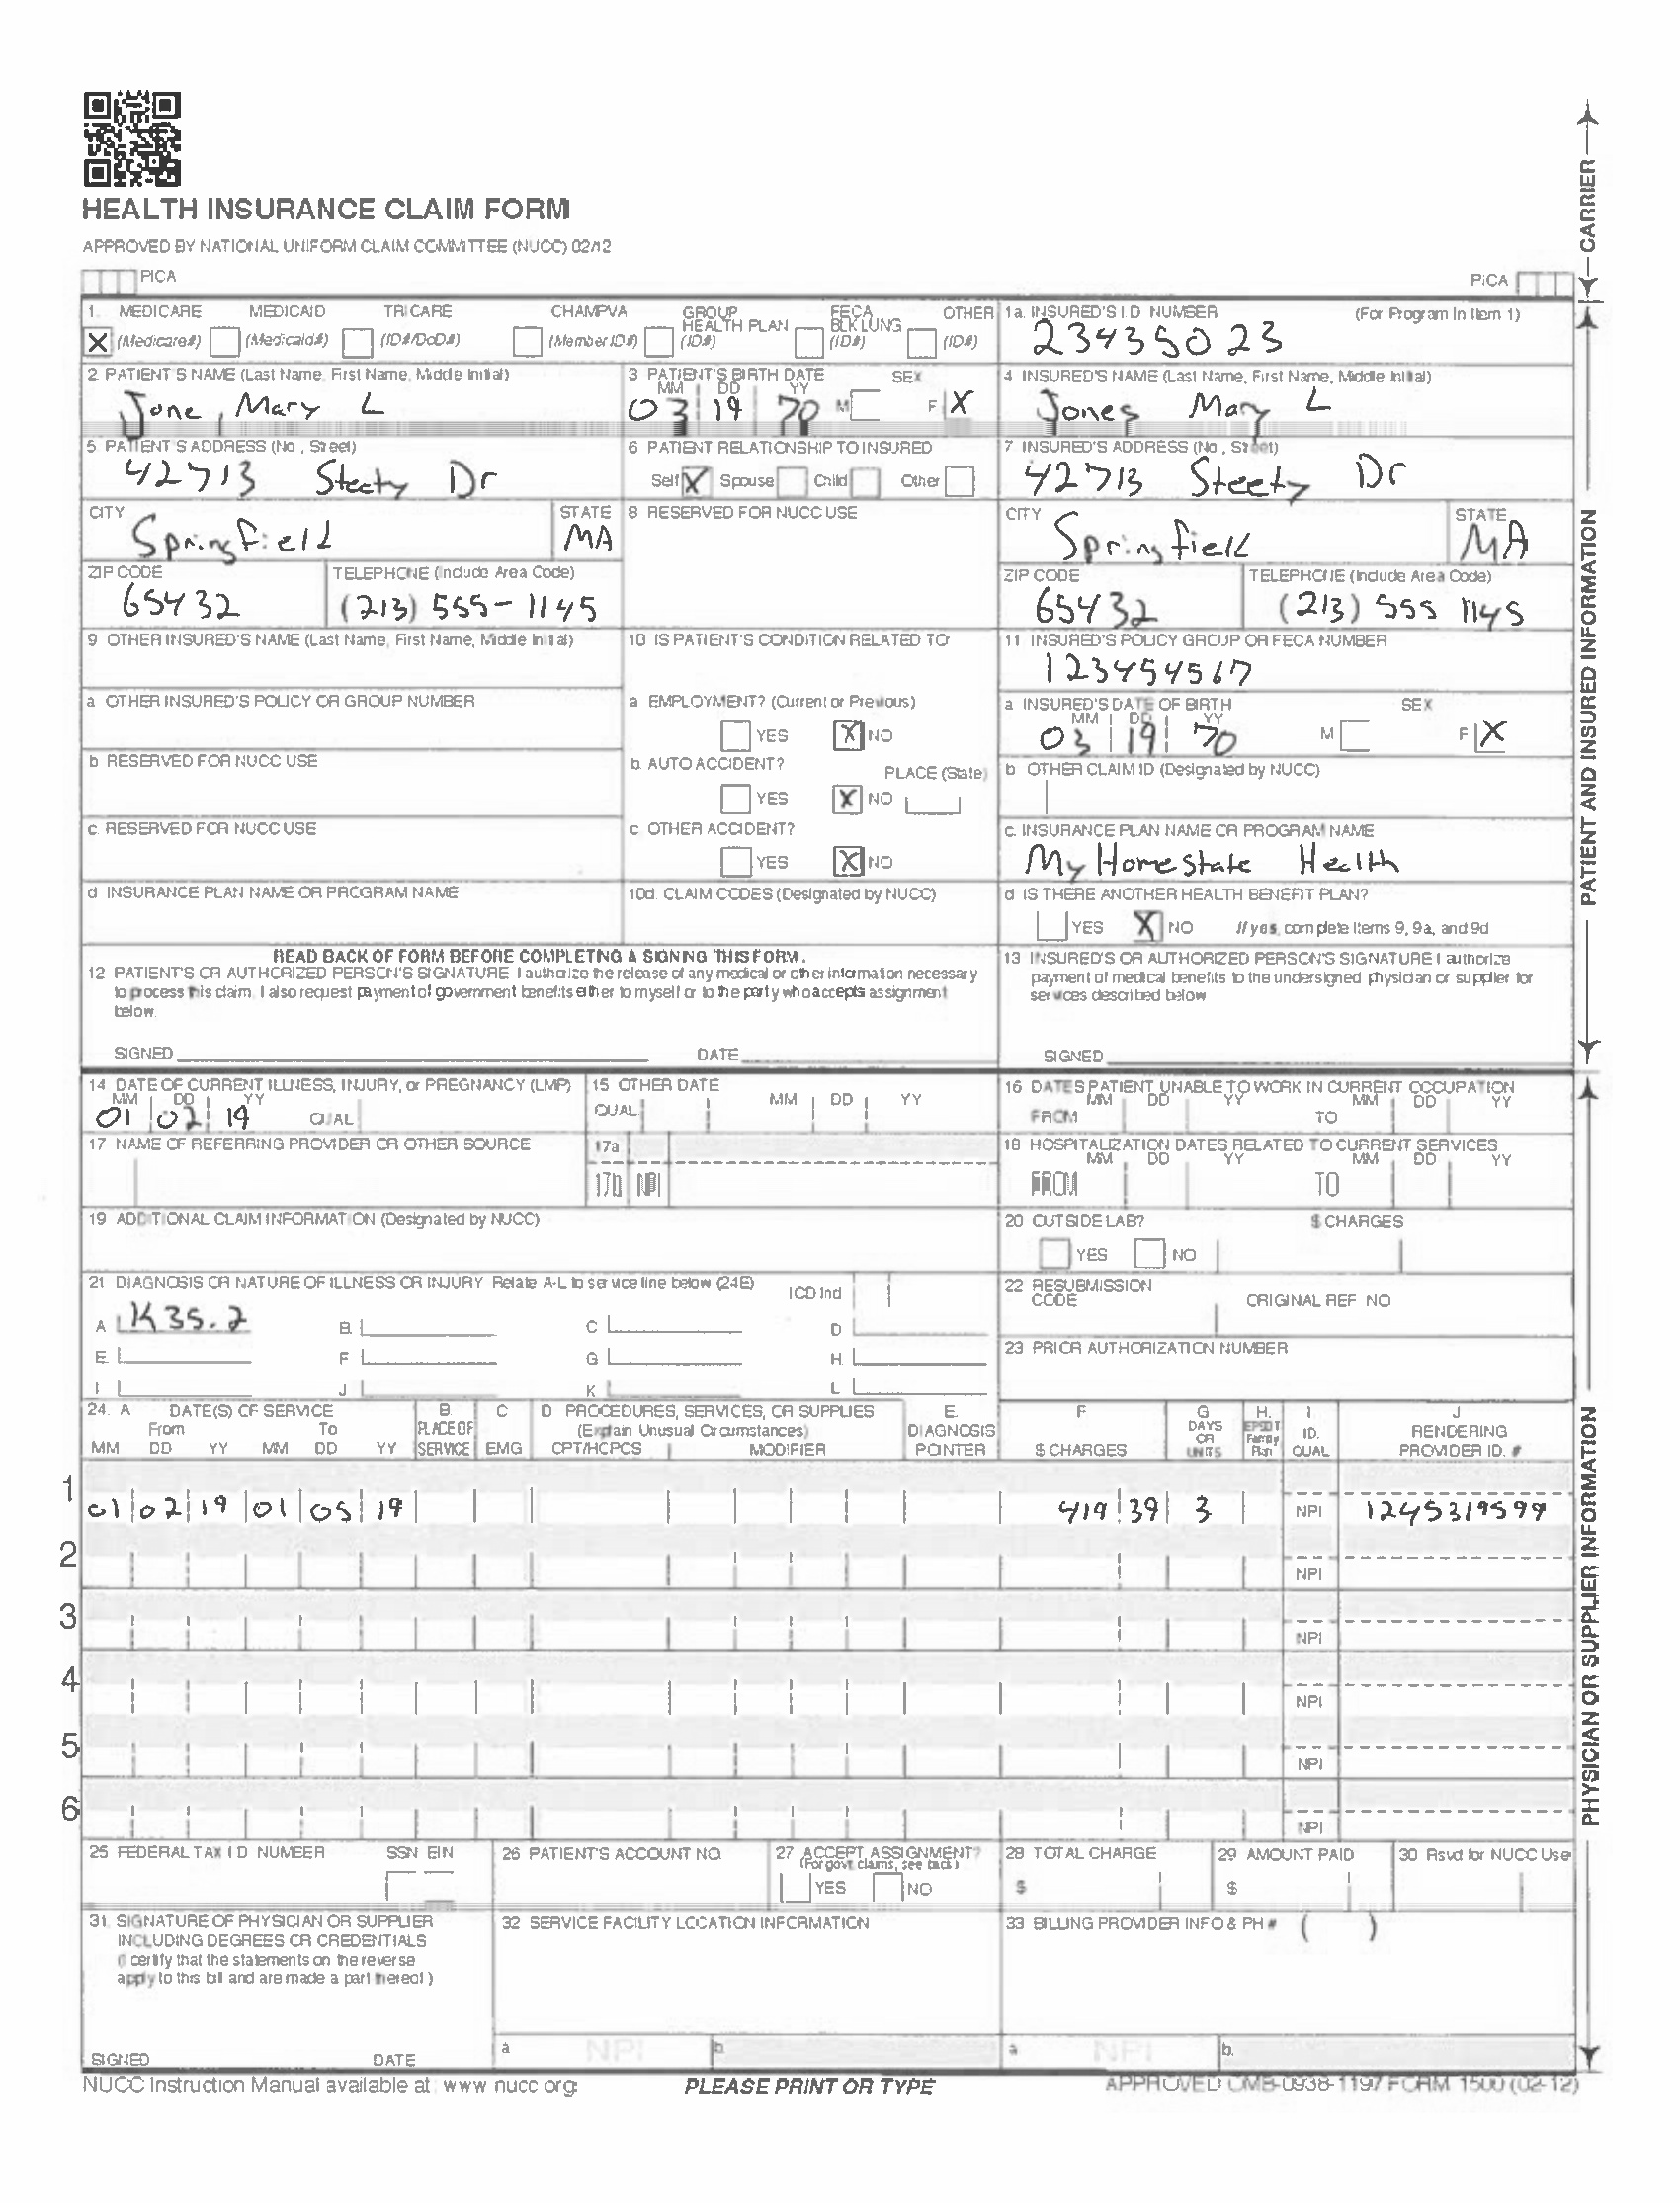 HEALTH INSURANCE CLAIM FORM
APPROVED BY NATIONAL UNIFORM CLAIM COMMITTEE (NUCC) 02/12
PICA
PICA
CARRIER
1. MEDICARE MEDICAID TRICARE CHAMPVA GROUP HEALTH PLAN FECA BLK LUNG OTHER
X (Medicare#) (Medicaid#) (ID#/DoD#) (Member ID#) (ID#) (ID#) (ID#)
1a. INSURED'S I.D. NUMBER (For Program In Item 1)
23435023
2. PATIENT'S NAME (Last Name, First Name, Middle Initial)
Jone, Mary L
3. PATIENT'S BIRTH DATE SEX
MM DD YY
03 19 70 M F X
4. INSURED'S NAME (Last Name, First Name, Middle Initial)
Jones Mary L
5. PATIENT'S ADDRESS (No., Street)
42713 Steety Dr
6. PATIENT RELATIONSHIP TO INSURED
Self X Spouse Child Other
7. INSURED'S ADDRESS (No., Street)
42713 Steety Dr
CITY STATE
Springfield MA
8. RESERVED FOR NUCC USE
CITY STATE
Springfield MA
ZIP CODE TELEPHONE (Include Area Code)
65432 (213) 555-1145
ZIP CODE TELEPHONE (Include Area Code)
65432 (213) 555 1145
9. OTHER INSURED'S NAME (Last Name, First Name, Middle Initial)
10. IS PATIENT'S CONDITION RELATED TO
11. INSURED'S POLICY GROUP OR FECA NUMBER
123454567
a. OTHER INSURED'S POLICY OR GROUP NUMBER
a. EMPLOYMENT? (Current or Previous)
YES X NO
a. INSURED'S DATE OF BIRTH SEX
MM DD YY
03 19 70 M F X
b. RESERVED FOR NUCC USE
b. AUTO ACCIDENT? PLACE (State)
YES X NO
b. OTHER CLAIM ID (Designated by NUCC)
c. RESERVED FOR NUCC USE
c. OTHER ACCIDENT?
YES X NO
c. INSURANCE PLAN NAME OR PROGRAM NAME
My HomeState Health
d. INSURANCE PLAN NAME OR PROGRAM NAME
10d. CLAIM CODES (Designated by NUCC)
d. IS THERE ANOTHER HEALTH BENEFIT PLAN?
YES X NO If yes, complete items 9, 9a, and 9d
PATIENT AND INSURED INFORMATION
READ BACK OF FORM BEFORE COMPLETING & SIGNING THIS FORM.
12. PATIENT'S OR AUTHORIZED PERSON'S SIGNATURE I authorize the release of any medical or other information necessary
to process this claim. I also request payment of government benefits either to myself or to the party who accepts assignment
below.
SIGNED DATE
13. INSURED'S OR AUTHORIZED PERSON'S SIGNATURE I authorize
payment of medical benefits to the undersigned physician or supplier for
services described below
SIGNED
14. DATE OF CURRENT ILLNESS, INJURY, or PREGNANCY (LMP)
MM DD YY
01 02 19 QUAL
15. OTHER DATE
QUAL MM DD YY
16. DATES PATIENT UNABLE TO WORK IN CURRENT OCCUPATION
MM DD YY MM DD YY
FROM TO
17. NAME OF REFERRING PROVIDER OR OTHER SOURCE
17a
17b NPI
18. HOSPITALIZATION DATES RELATED TO CURRENT SERVICES
MM DD YY MM DD YY
FROM TO
19. ADDITIONAL CLAIM INFORMATION (Designated by NUCC)
20. OUTSIDE LAB? $ CHARGES
YES NO
21. DIAGNOSIS OR NATURE OF ILLNESS OR INJURY Relate A-L to service line below (24E) ICD Ind
A K35.2 B. C D
E. F G H.
I J K L
22. RESUBMISSION CODE ORIGINAL REF NO
23. PRIOR AUTHORIZATION NUMBER
24. A DATE(S) OF SERVICE B. C D. PROCEDURES, SERVICES, OR SUPPLIES E. F G H. I J
From To PLACE OF (Explain Unusual Circumstances) DIAGNOSIS DAYS OR EPSDT Family ID. RENDERING
MM DD YY MM DD YY SERVICE EMG CPT/HCPCS MODIFIER POINTER $ CHARGES UNITS Plan QUAL PROVIDER ID. #
1 01 02 19 01 05 19 419 39 3 NPI 1245319599
2 NPI
3 NPI
4 NPI
5 NPI
6 NPI
25. FEDERAL TAX I.D. NUMBER SSN EIN
26. PATIENT'S ACCOUNT NO.
27. ACCEPT ASSIGNMENT?
(For govt. claims, see back)
YES NO
28. TOTAL CHARGE
$
29. AMOUNT PAID
$
30. Rsvd for NUCC Use
31. SIGNATURE OF PHYSICIAN OR SUPPLIER
INCLUDING DEGREES OR CREDENTIALS
(I certify that the statements on the reverse
apply to this bill and are made a part thereof.)
SIGNED DATE
32. SERVICE FACILITY LOCATION INFORMATION
a. NPI b.
33. BILLING PROVIDER INFO & PH # ( )
a. NPI b.
PHYSICIAN OR SUPPLIER INFORMATION
NUCC Instruction Manual available at: www.nucc.org
PLEASE PRINT OR TYPE
APPROVED OMB-0938-1197 FORM 1500 (02-12)